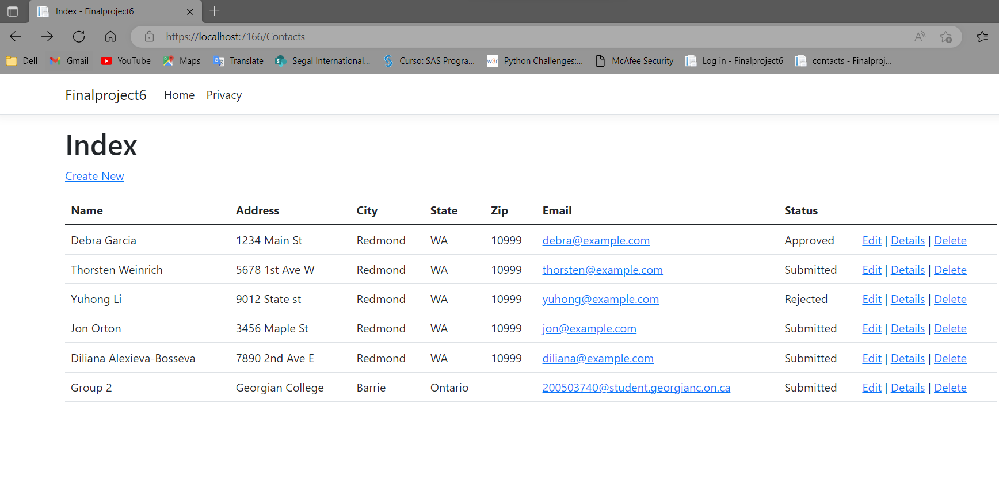 Index - Finalproject6
https://localhost:7166/Contacts
Dell Gmail YouTube Maps Translate Segal International... Curso: SAS Progra... w3r Python Challenges:... McAfee Security Log in - Finalproject6 contacts - Finalproj...
Finalproject6 Home Privacy
Index
Create New
Name Address City State Zip Email Status
Debra Garcia 1234 Main St Redmond WA 10999 debra@example.com Approved Edit | Details | Delete
Thorsten Weinrich 5678 1st Ave W Redmond WA 10999 thorsten@example.com Submitted Edit | Details | Delete
Yuhong Li 9012 State st Redmond WA 10999 yuhong@example.com Rejected Edit | Details | Delete
Jon Orton 3456 Maple St Redmond WA 10999 jon@example.com Submitted Edit | Details | Delete
Diliana Alexieva-Bosseva 7890 2nd Ave E Redmond WA 10999 diliana@example.com Submitted Edit | Details | Delete
Group 2 Georgian College Barrie Ontario 200503740@student.georgianc.on.ca Submitted Edit | Details | Delete